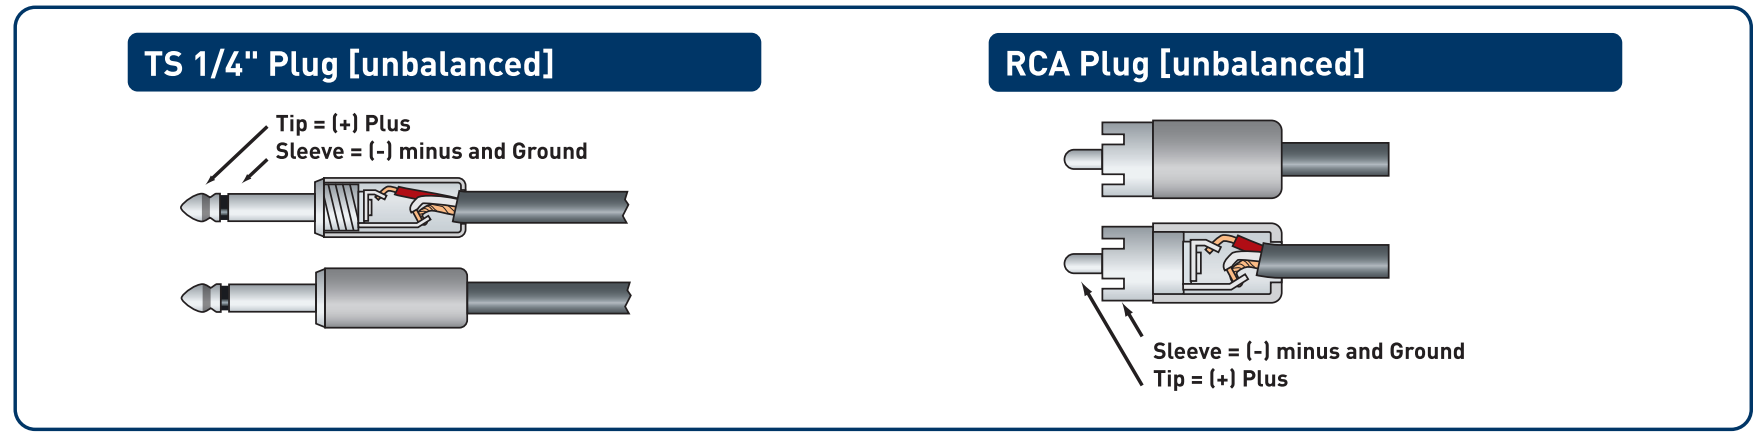 TS 1/4" Plug [unbalanced]
Tip = (+) Plus
Sleeve = (-) minus and Ground
RCA Plug [unbalanced]
Sleeve = (-) minus and Ground
Tip = (+) Plus